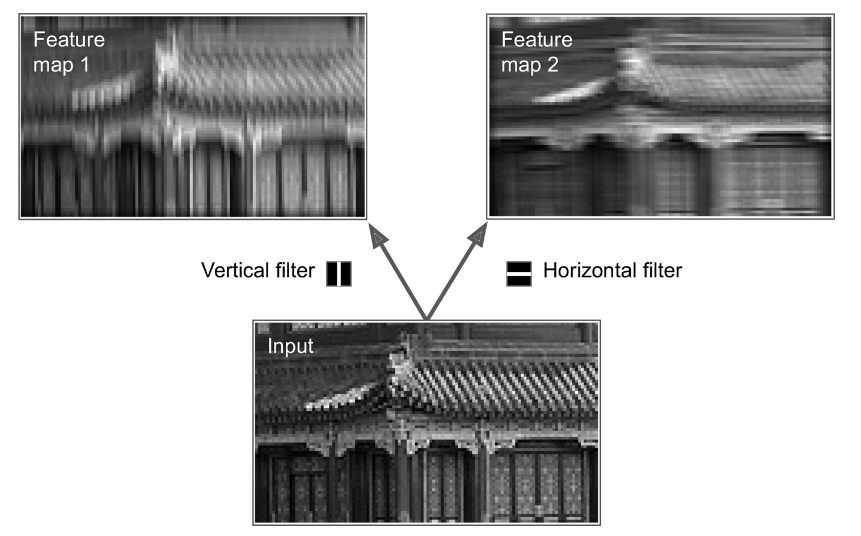 Feature
map 1
Feature
map 2
Vertical filter
Horizontal filter
Input